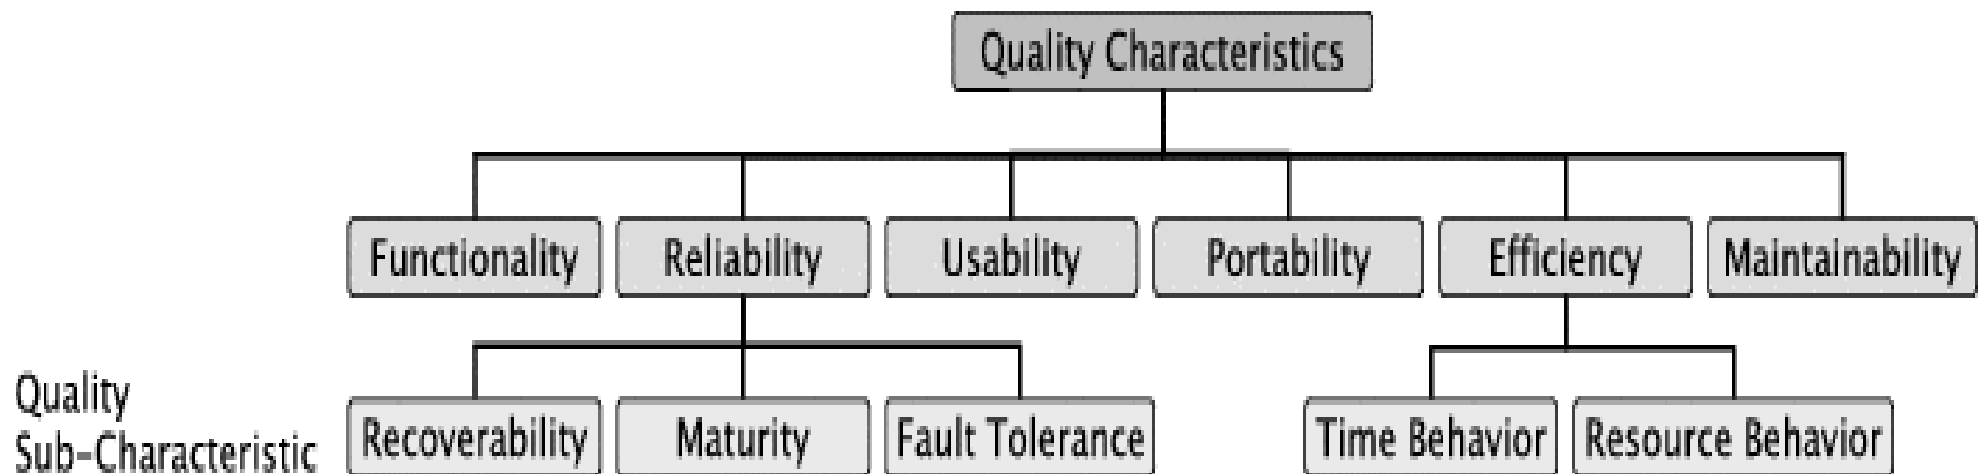 Quality Characteristics
Functionality
Reliability
Usability
Portability
Efficiency
Maintainability
Quality
Sub-Characteristic
Recoverability
Maturity
Fault Tolerance
Time Behavior
Resource Behavior